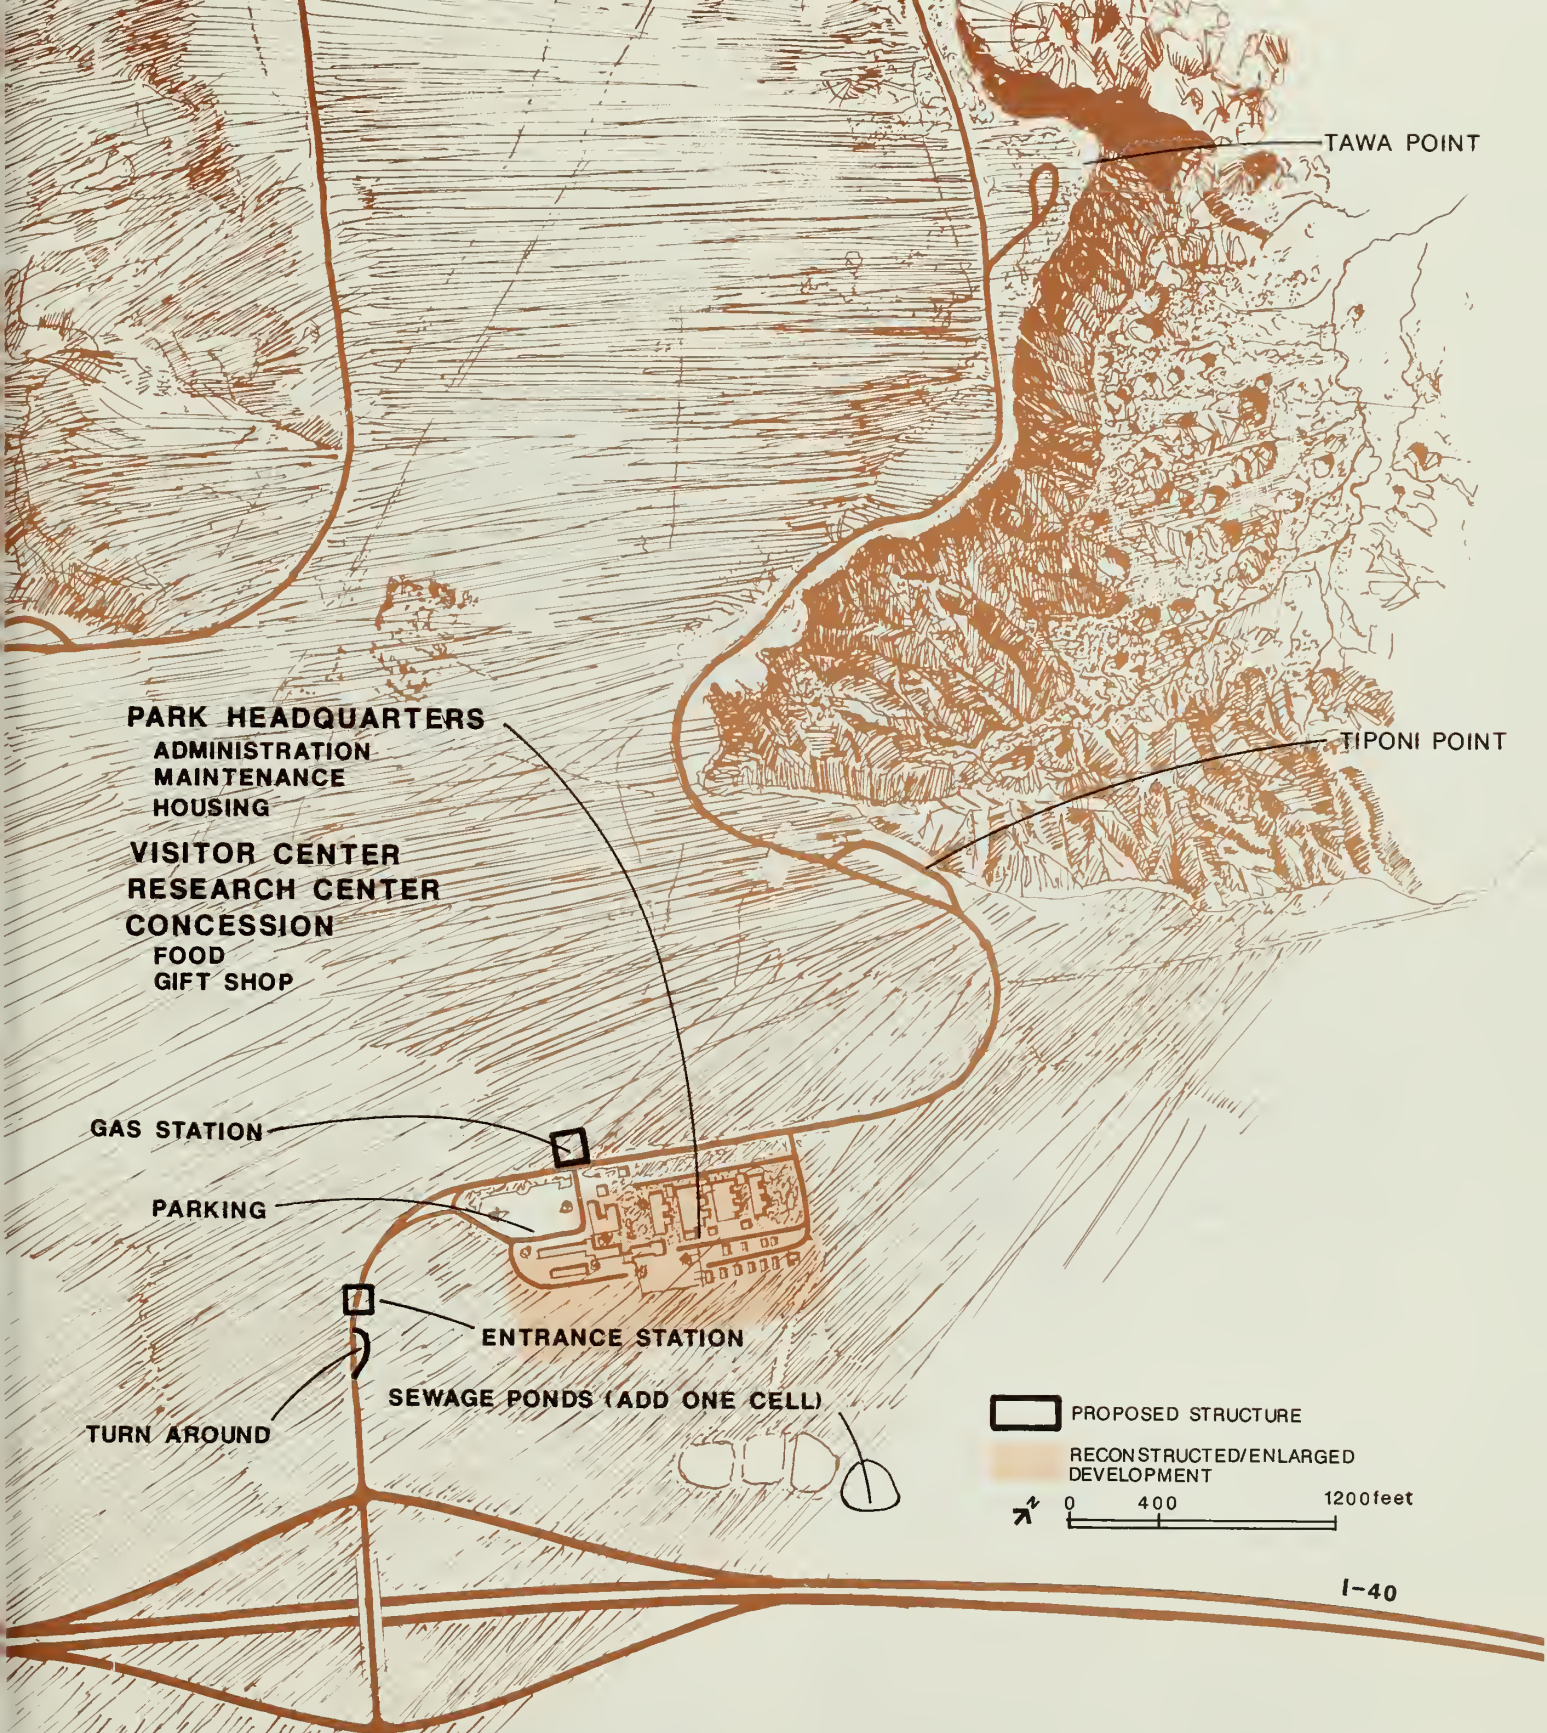 TAWA POINT
PARK HEADQUARTERS
ADMINISTRATION
MAINTENANCE
HOUSING
TIPONI POINT
VISITOR CENTER
RESEARCH CENTER
CONCESSION
FOOD
GIFT SHOP
GAS STATION
PARKING
ENTRANCE STATION
SEWAGE PONDS (ADD ONE CELL)
TURN AROUND
PROPOSED STRUCTURE
RECONSTRUCTED/ENLARGED
DEVELOPMENT
N
0 400 1200feet
I-40